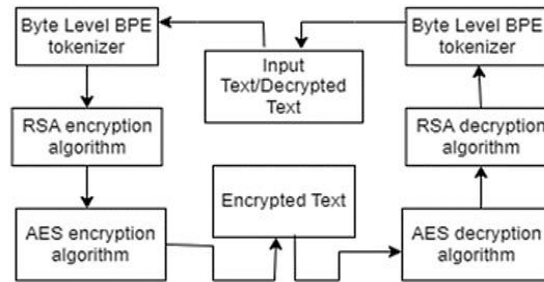 Byte Level BPE
tokenizer
Input
Text/Decrypted
Text
Byte Level BPE
tokenizer
RSA encryption
algorithm
RSA decryption
algorithm
Encrypted Text
AES encryption
algorithm
AES decryption
algorithm